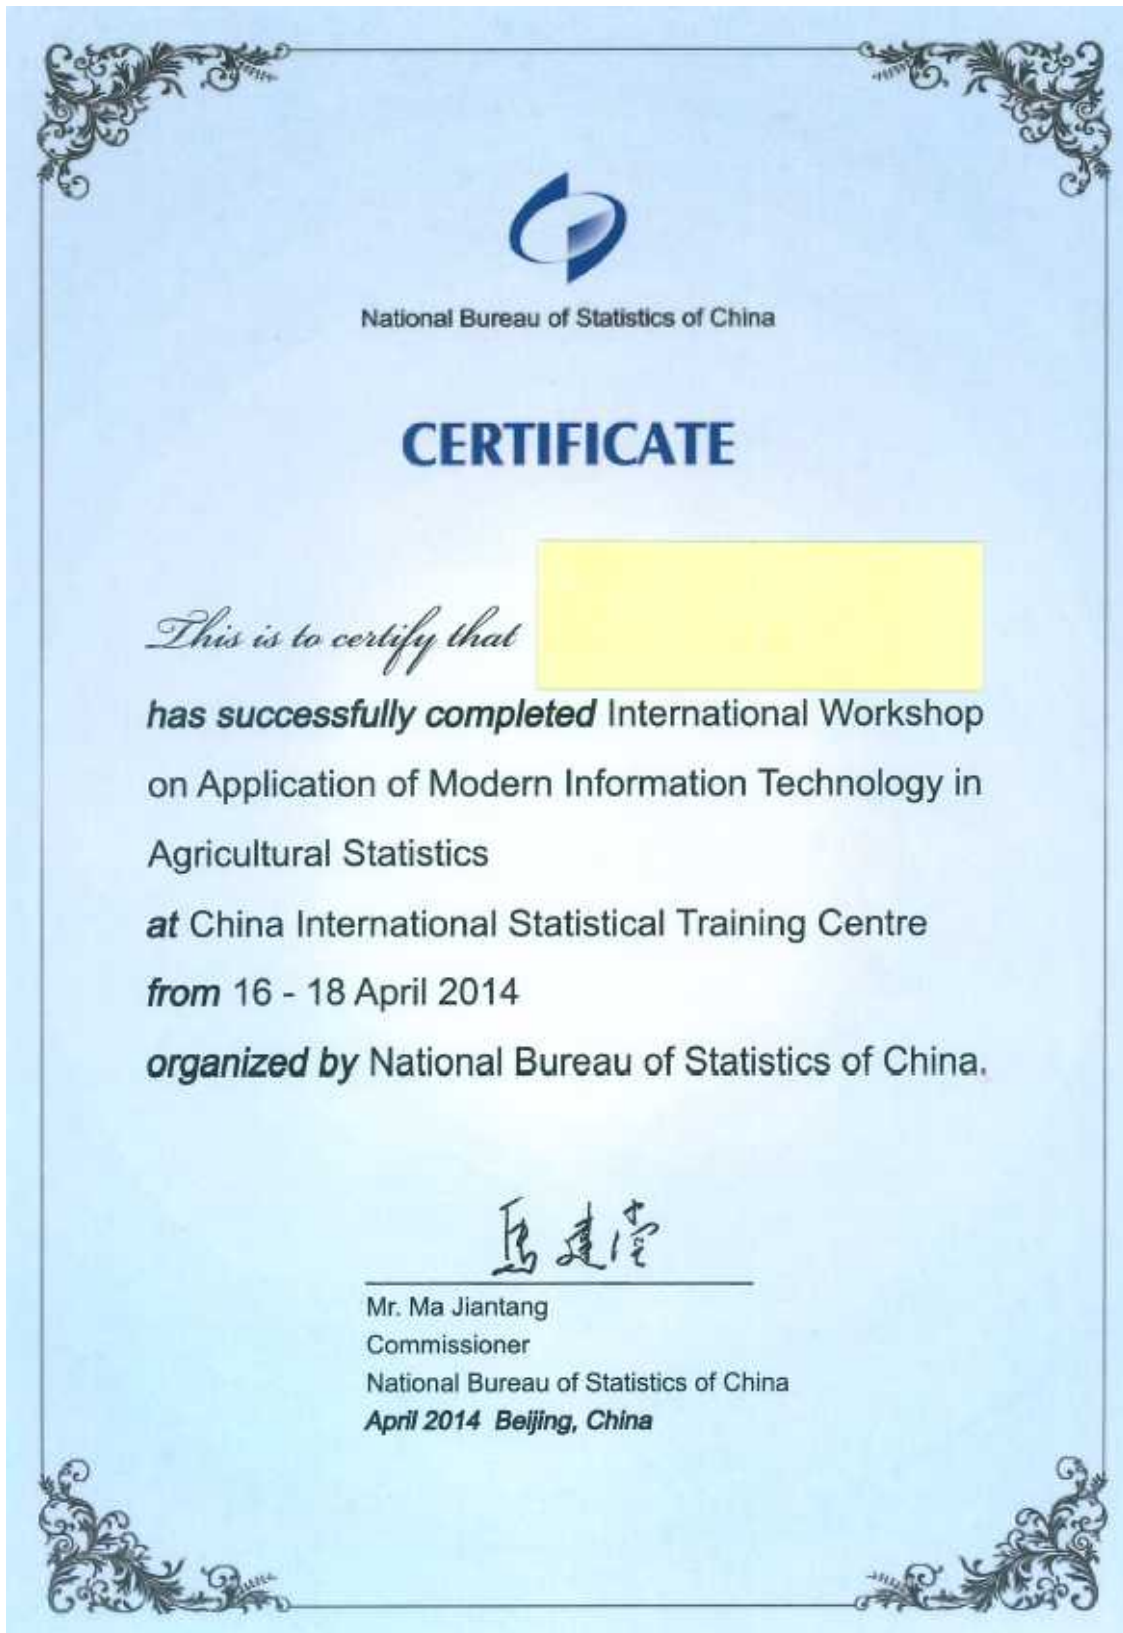 National Bureau of Statistics of China
CERTIFICATE
This is to certify that
has successfully completed International Workshop
on Application of Modern Information Technology in
Agricultural Statistics
at China International Statistical Training Centre
from 16 - 18 April 2014
organized by National Bureau of Statistics of China.
馬建堂
Mr. Ma Jiantang
Commissioner
National Bureau of Statistics of China
April 2014 Beijing, China